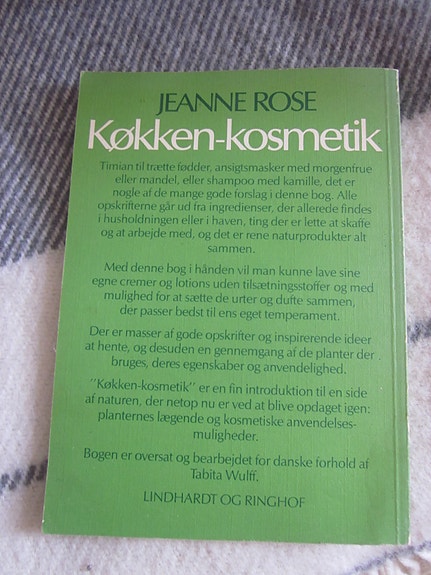 JEANNE ROSE
Køkken-kosmetik
Timian til trætte fødder, ansigtsmasker med morgenfrue
eller mandel, eller shampoo med kamille, det er
nogle af de mange gode forslag i denne bog. Alle
opskrifterne går ud fra ingredienser, der allerede findes
i husholdningen eller i haven, ting der er lette at skaffe
og at arbejde med, og det er rene naturprodukter alt
sammen.
Med denne bog i hånden vil man kunne lave sine
egne cremer og lotions uden tilsætningsstoffer og med
mulighed for at sætte de urter og dufte sammen,
der passer bedst til ens eget temperament.
Der er masser af gode opskrifter og inspirerende ideer
at hente, og desuden en gennemgang af de planter der
bruges, deres egenskaber og anvendelighed.
''Køkken-kosmetik'' er en fin introduktion til en side
af naturen, der netop nu er ved at blive opdaget igen:
planternes lægende og kosmetiske anvendelses-
muligheder.
Bogen er oversat og bearbejdet for danske forhold af
Tabita Wulff.
LINDHARDT OG RINGHOF